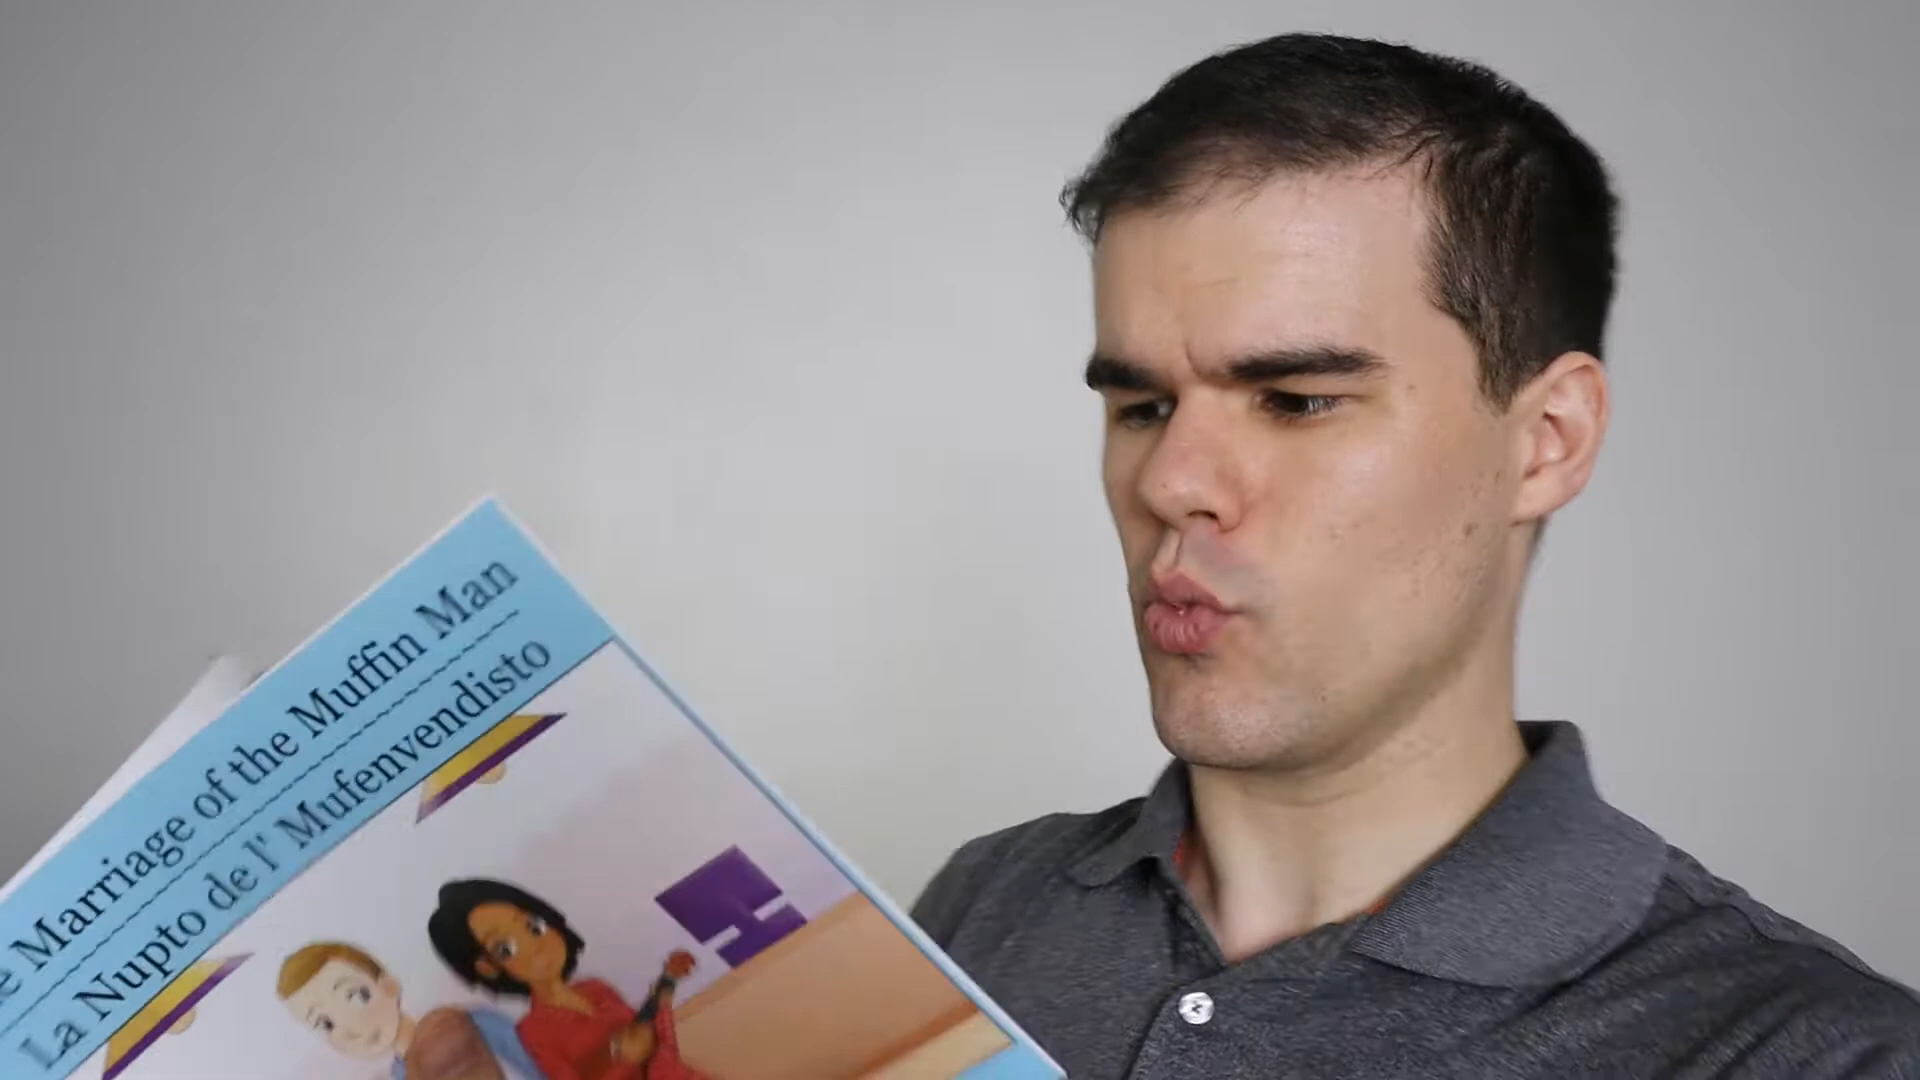 Marriage of the Muffin Man
La Nupto de l' Mufenvendisto